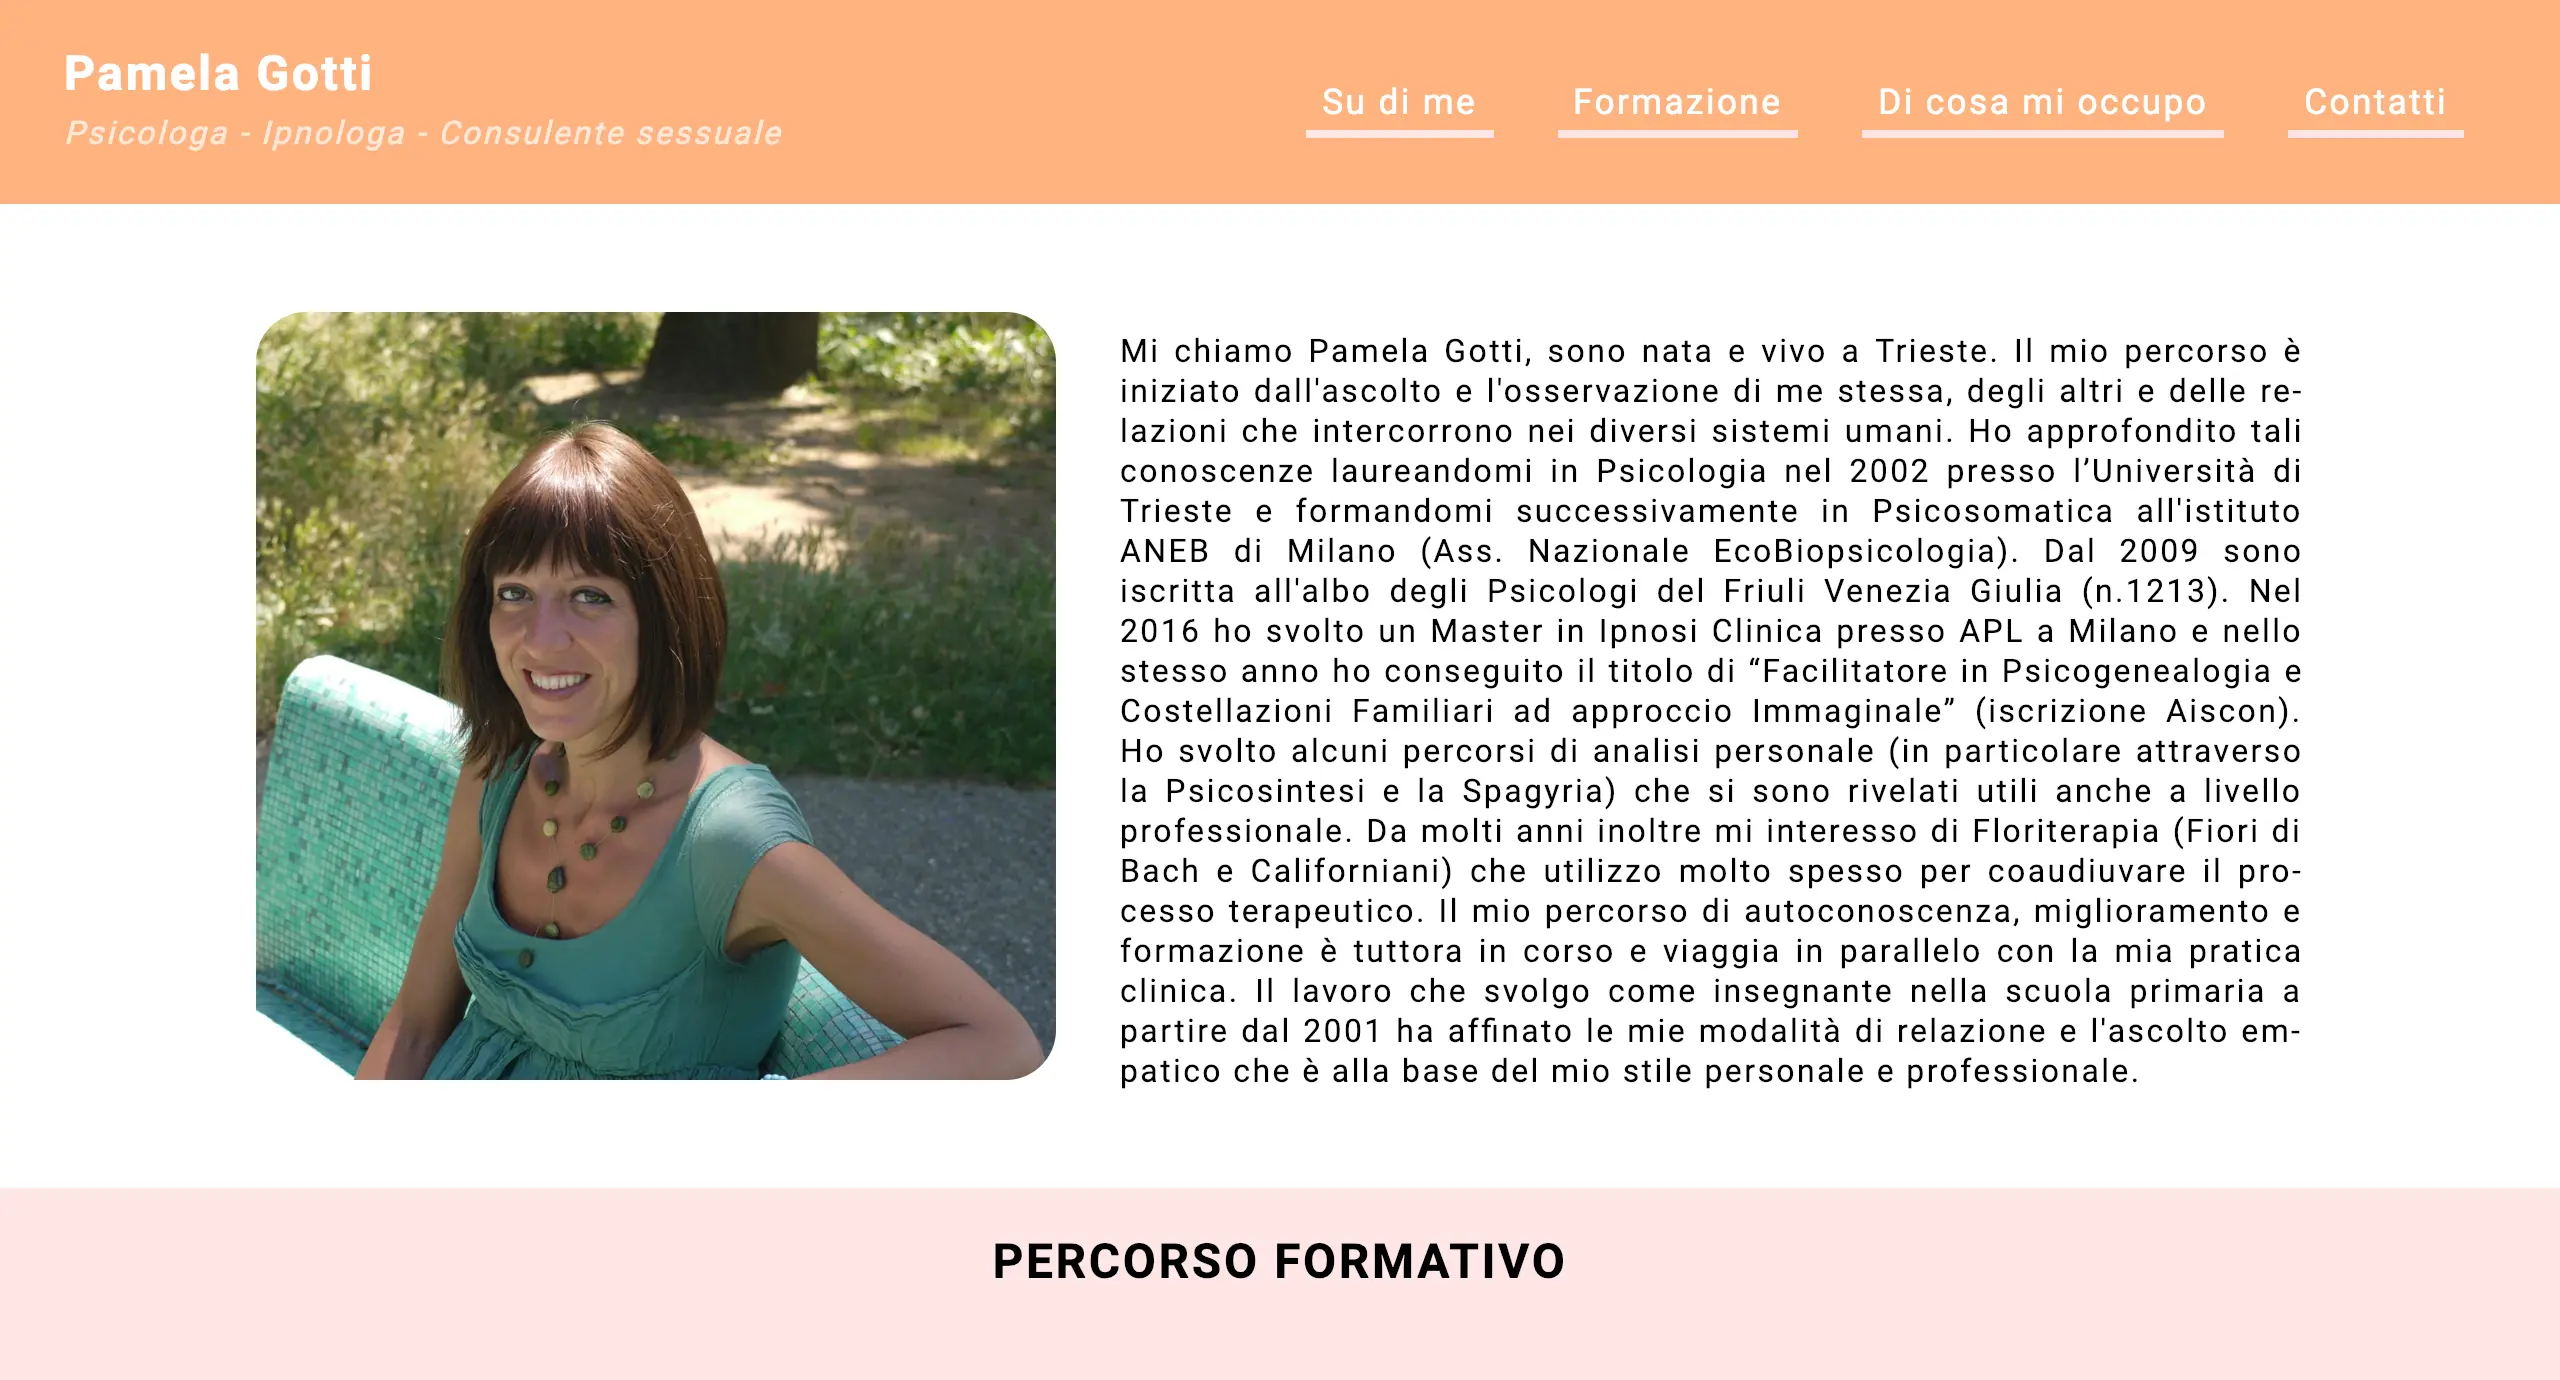 Pamela Gotti
Psicologa - Ipnologa - Consulente sessuale
Su di me
Formazione
Di cosa mi occupo
Contatti
Mi chiamo Pamela Gotti, sono nata e vivo a Trieste. Il mio percorso è
iniziato dall'ascolto e l'osservazione di me stessa, degli altri e delle re-
lazioni che intercorrono nei diversi sistemi umani. Ho approfondito tali
conoscenze laureandomi in Psicologia nel 2002 presso l’Università di
Trieste e formandomi successivamente in Psicosomatica all'istituto
ANEB di Milano (Ass. Nazionale EcoBiopsicologia). Dal 2009 sono
iscritta all'albo degli Psicologi del Friuli Venezia Giulia (n.1213). Nel
2016 ho svolto un Master in Ipnosi Clinica presso APL a Milano e nello
stesso anno ho conseguito il titolo di “Facilitatore in Psicogenealogia e
Costellazioni Familiari ad approccio Immaginale” (iscrizione Aiscon).
Ho svolto alcuni percorsi di analisi personale (in particolare attraverso
la Psicosintesi e la Spagyria) che si sono rivelati utili anche a livello
professionale. Da molti anni inoltre mi interesso di Floriterapia (Fiori di
Bach e Californiani) che utilizzo molto spesso per coaudiuvare il pro-
cesso terapeutico. Il mio percorso di autoconoscenza, miglioramento e
formazione è tuttora in corso e viaggia in parallelo con la mia pratica
clinica. Il lavoro che svolgo come insegnante nella scuola primaria a
partire dal 2001 ha affinato le mie modalità di relazione e l'ascolto em-
patico che è alla base del mio stile personale e professionale.
PERCORSO FORMATIVO